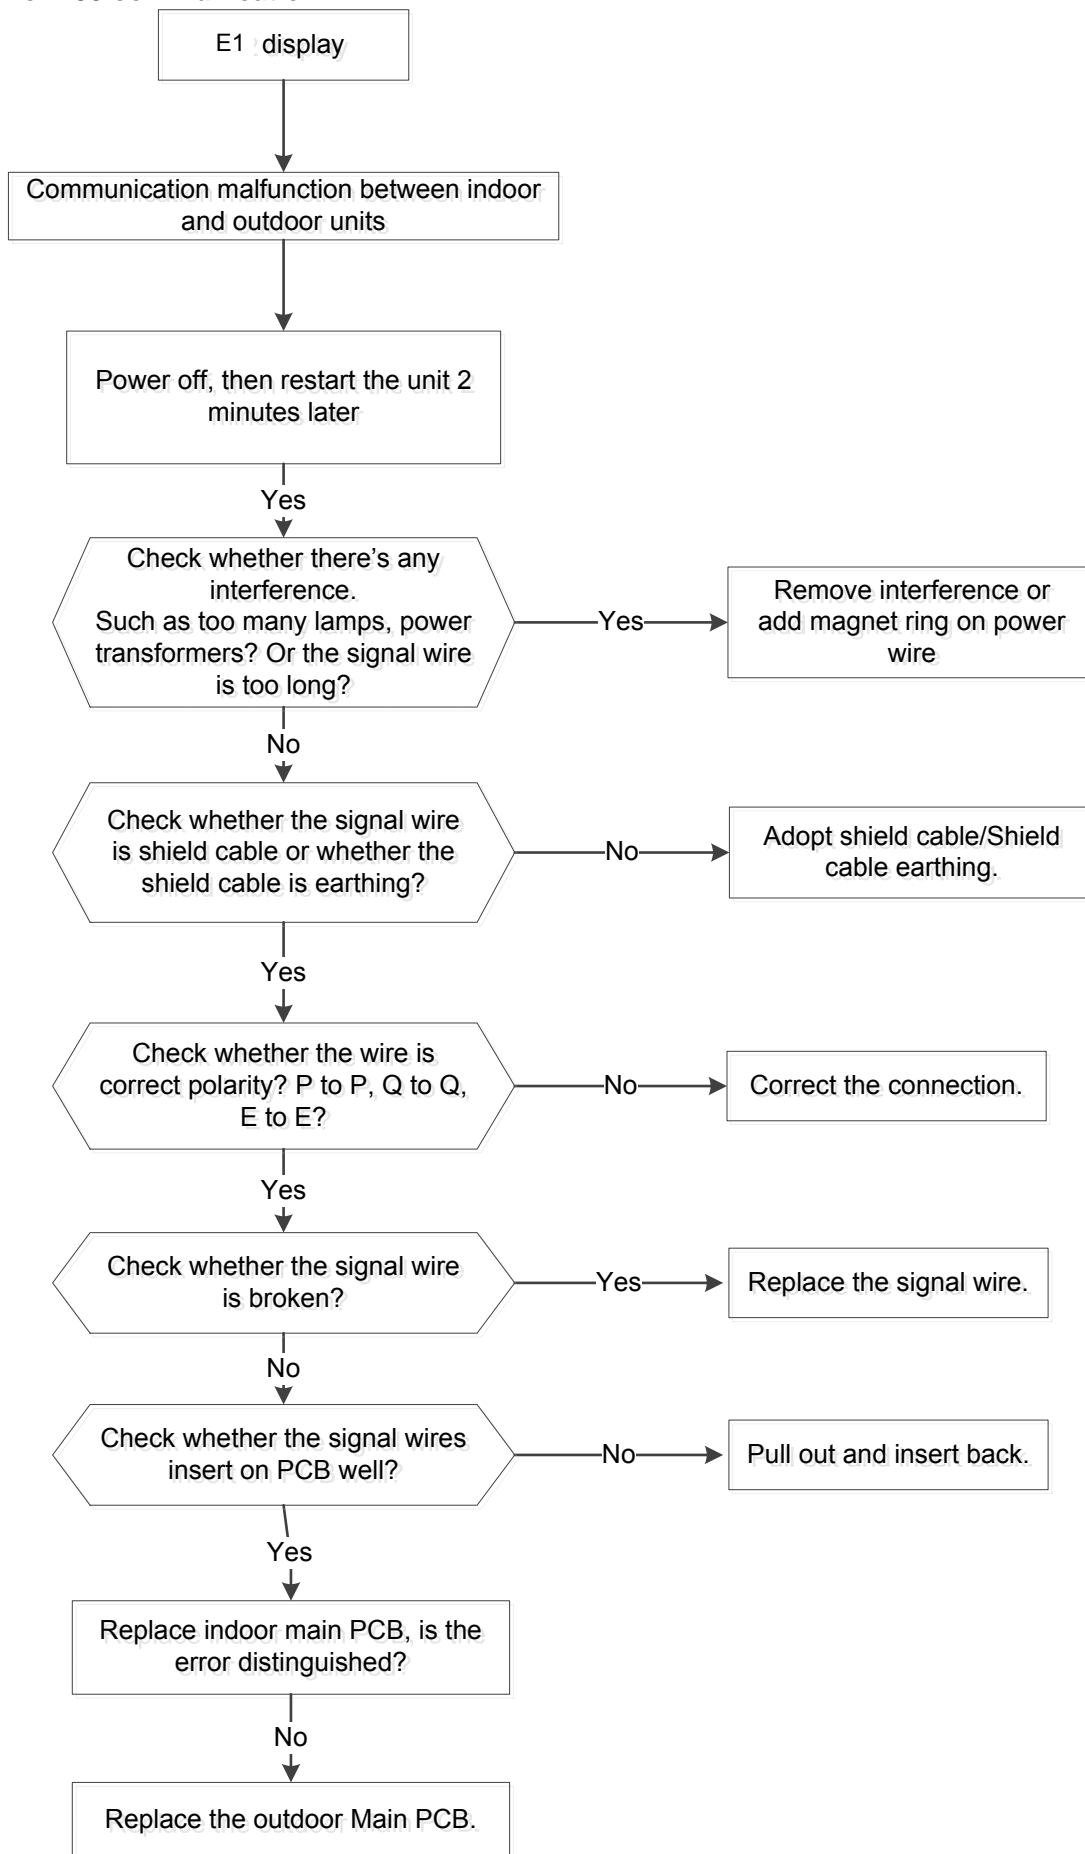 E1 display
Communication malfunction between indoor
and outdoor units
Power off, then restart the unit 2
minutes later
Yes
Check whether there's any
interference.
Such as too many lamps, power
transformers? Or the signal wire
is too long?
Yes
Remove interference or
add magnet ring on power
wire
No
Check whether the signal wire
is shield cable or whether the
shield cable is earthing?
No
Adopt shield cable/Shield
cable earthing.
Yes
Check whether the wire is
correct polarity? P to P, Q to Q,
E to E?
No
Correct the connection.
Yes
Check whether the signal wire
is broken?
Yes
Replace the signal wire.
No
Check whether the signal wires
insert on PCB well?
No
Pull out and insert back.
Yes
Replace indoor main PCB, is the
error distinguished?
No
Replace the outdoor Main PCB.